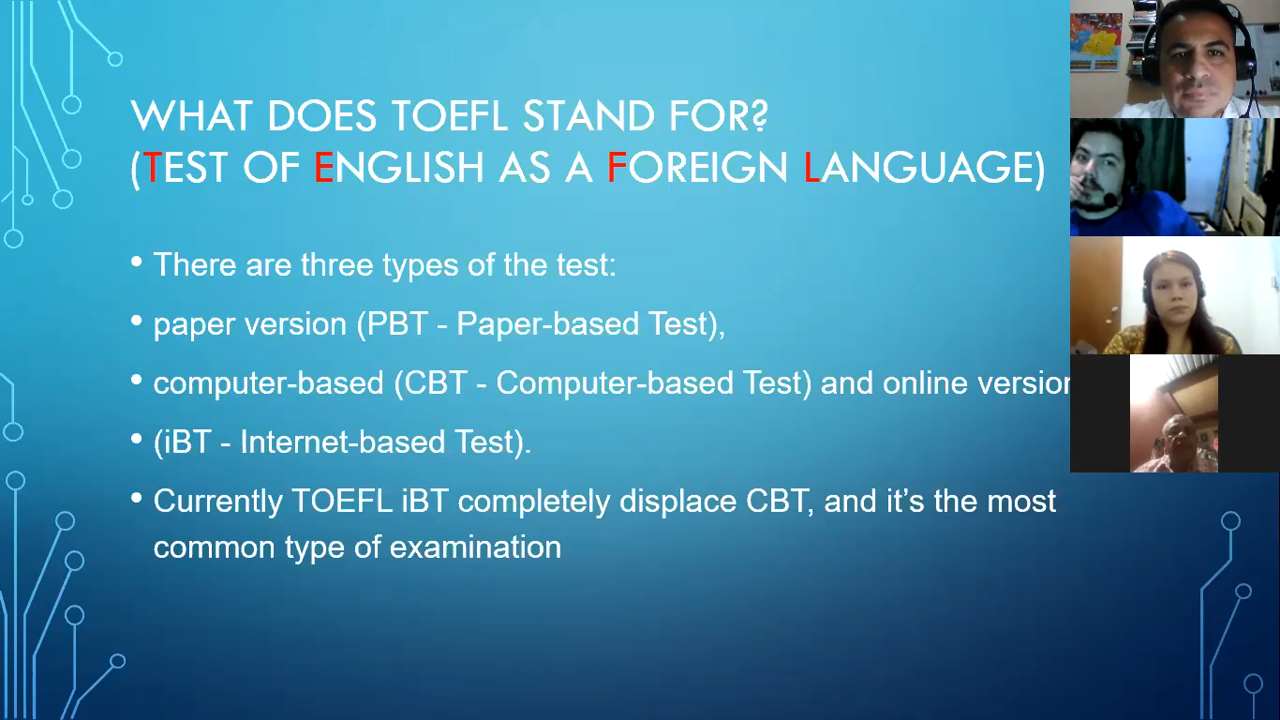 WHAT DOES TOEFL STAND FOR?
(TEST OF ENGLISH AS A FOREIGN LANGUAGE)
• There are three types of the test:
• paper version (PBT - Paper-based Test),
• computer-based (CBT - Computer-based Test) and online version
• (iBT - Internet-based Test).
• Currently TOEFL iBT completely displace CBT, and it’s the most
common type of examination